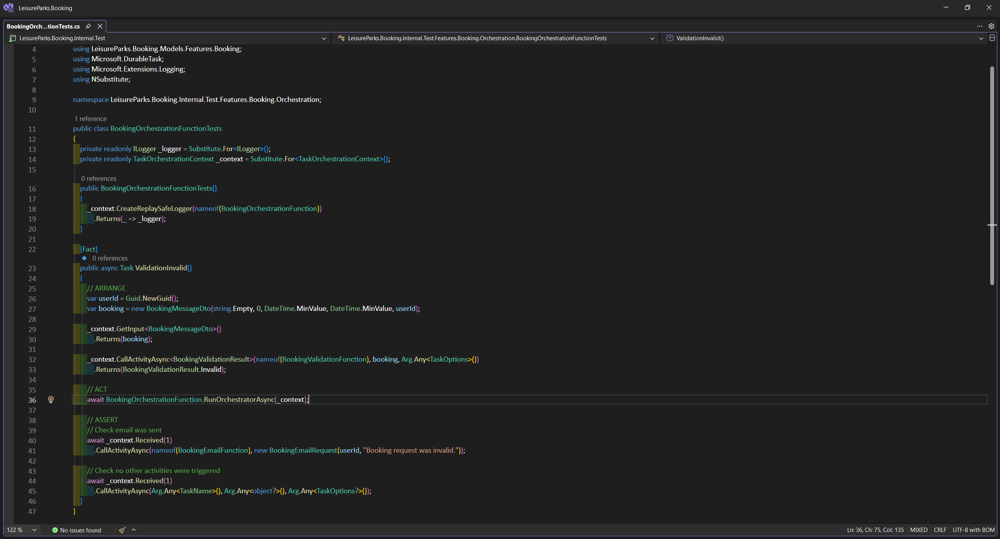 LeisureParks.Booking
BookingOrch...tionTests.cs
LeisureParks.Booking.Internal.Test
LeisureParks.Booking.Internal.Test.Features.Booking.Orchestration.BookingOrchestrationFunctionTests
ValidationInvalid()
4 using LeisureParks.Booking.Models.Features.Booking;
5 using Microsoft.DurableTask;
6 using Microsoft.Extensions.Logging;
7 using NSubstitute;
8
9 namespace LeisureParks.Booking.Internal.Test.Features.Booking.Orchestration;
10
1 reference
11 public class BookingOrchestrationFunctionTests
12 {
13 private readonly ILogger _logger = Substitute.For<ILogger>();
14 private readonly TaskOrchestrationContext _context = Substitute.For<TaskOrchestrationContext>();
15
0 references
16 public BookingOrchestrationFunctionTests()
17 {
18 _context.CreateReplaySafeLogger(nameof(BookingOrchestrationFunction))
19 .Returns(_ => _logger);
20 }
21
22 [Fact]
0 references
23 public async Task ValidationInvalid()
24 {
25 // ARRANGE
26 var userId = Guid.NewGuid();
27 var booking = new BookingMessageDto(string.Empty, 0, DateTime.MinValue, DateTime.MinValue, userId);
28
29 _context.GetInput<BookingMessageDto>()
30 .Returns(booking);
31
32 _context.CallActivityAsync<BookingValidationResult>(nameof(BookingValidationFunction), booking, Arg.Any<TaskOptions>())
33 .Returns(BookingValidationResult.Invalid);
34
35 // ACT
36 await BookingOrchestrationFunction.RunOrchestratorAsync(_context);
37
38 // ASSERT
39 // Check email was sent
40 await _context.Received(1)
41 .CallActivityAsync(nameof(BookingEmailFunction), new BookingEmailRequest(userId, "Booking request was invalid."));
42
43 // Check no other activities were triggered
44 await _context.Received(1)
45 .CallActivityAsync(Arg.Any<TaskName>(), Arg.Any<object?>(), Arg.Any<TaskOptions?>());
46 }
47 }
122 % No issues found Ln: 36, Ch: 75, Col: 135 MIXED CRLF UTF-8 with BOM